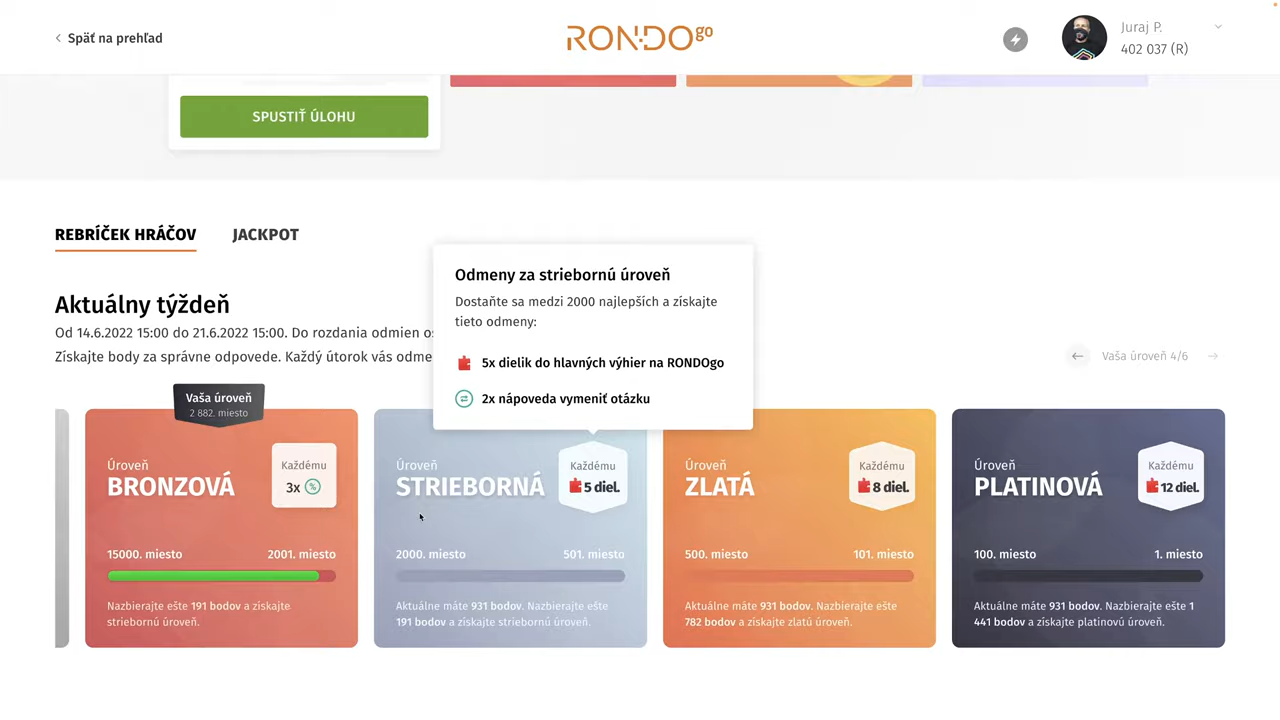 Späť na prehľad
RONDOgo
Juraj P.
402 037 (R)
SPUSTIŤ ÚLOHU
REBRÍČEK HRÁČOV
JACKPOT
Odmeny za striebornú úroveň
Dostaňte sa medzi 2000 najlepších a získajte
tieto odmeny:
5x dielik do hlavných výhier na RONDOgo
2x nápoveda vymeniť otázku
Aktuálny týždeň
Od 14.6.2022 15:00 do 21.6.2022 15:00. Do rozdania odmien
Získajte body za správne odpovede. Každý útorok vás
Vaša úroveň 4/6
Vaša úroveň
2 882. miesto
Úroveň
BRONZOVÁ
Každému
3x %
15000. miesto
2001. miesto
Nazbierajte ešte 191 bodov a získajte
striebornú úroveň.
Úroveň
STRIEBORNÁ
Každému
5 diel.
2000. miesto
501. miesto
Aktuálne máte 931 bodov. Nazbierajte ešte
191 bodov a získajte striebornú úroveň.
Úroveň
ZLATÁ
Každému
8 diel.
500. miesto
101. miesto
Aktuálne máte 931 bodov. Nazbierajte ešte
782 bodov a získajte zlatú úroveň.
Úroveň
PLATINOVÁ
Každému
12 diel.
100. miesto
1. miesto
Aktuálne máte 931 bodov. Nazbierajte ešte 1
441 bodov a získajte platinovú úroveň.